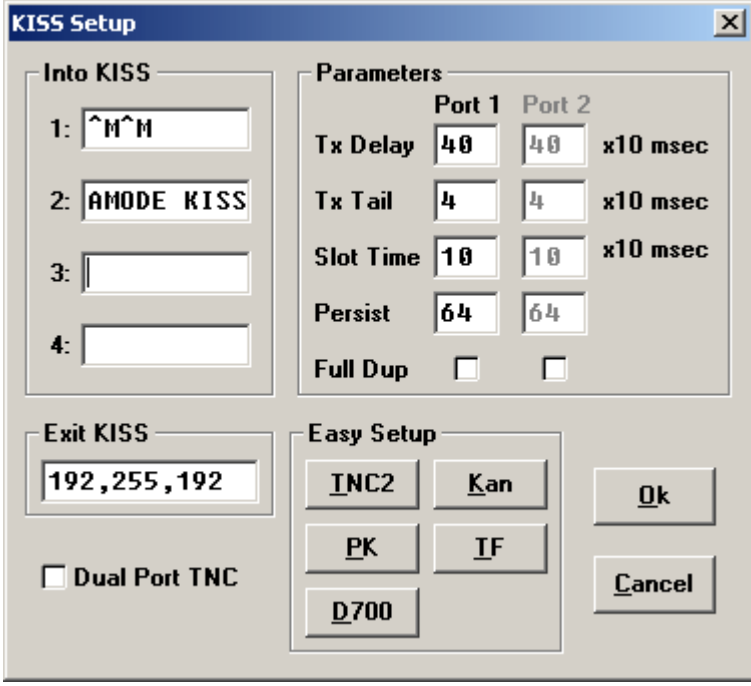 KISS Setup
Into KISS
1: ^M^M
2: AMODE KISS
3:
4:
Parameters
Port 1 Port 2
Tx Delay 40 40 x10 msec
Tx Tail 4 4 x10 msec
Slot Time 10 10 x10 msec
Persist 64 64
Full Dup
Exit KISS
192,255,192
Dual Port TNC
Easy Setup
TNC2 Kan
PK TF
D700
Ok
Cancel